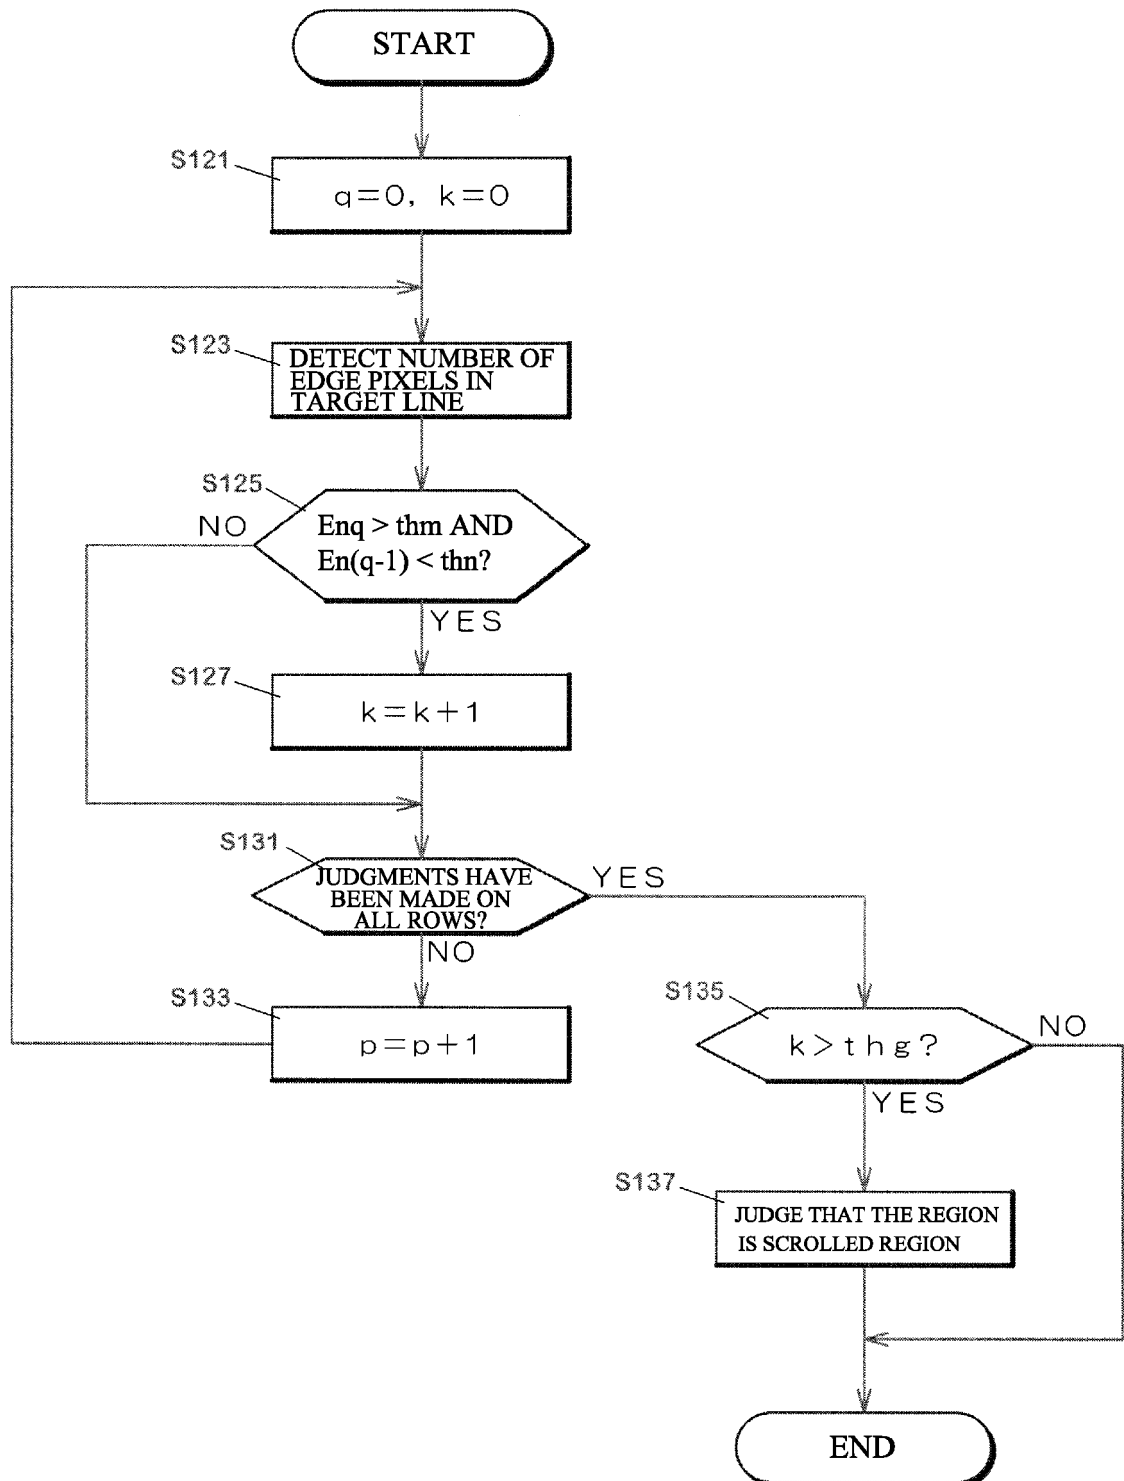 START
S121
q=0, k=0
S123
DETECT NUMBER OF
EDGE PIXELS IN
TARGET LINE
S125
NO
Enq > thm AND
En(q-1) < thn?
YES
S127
k=k+1
S131
JUDGMENTS HAVE
BEEN MADE ON
ALL ROWS?
YES
NO
S133
p=p+1
S135
k>thg?
NO
YES
S137
JUDGE THAT THE REGION
IS SCROLLED REGION
END